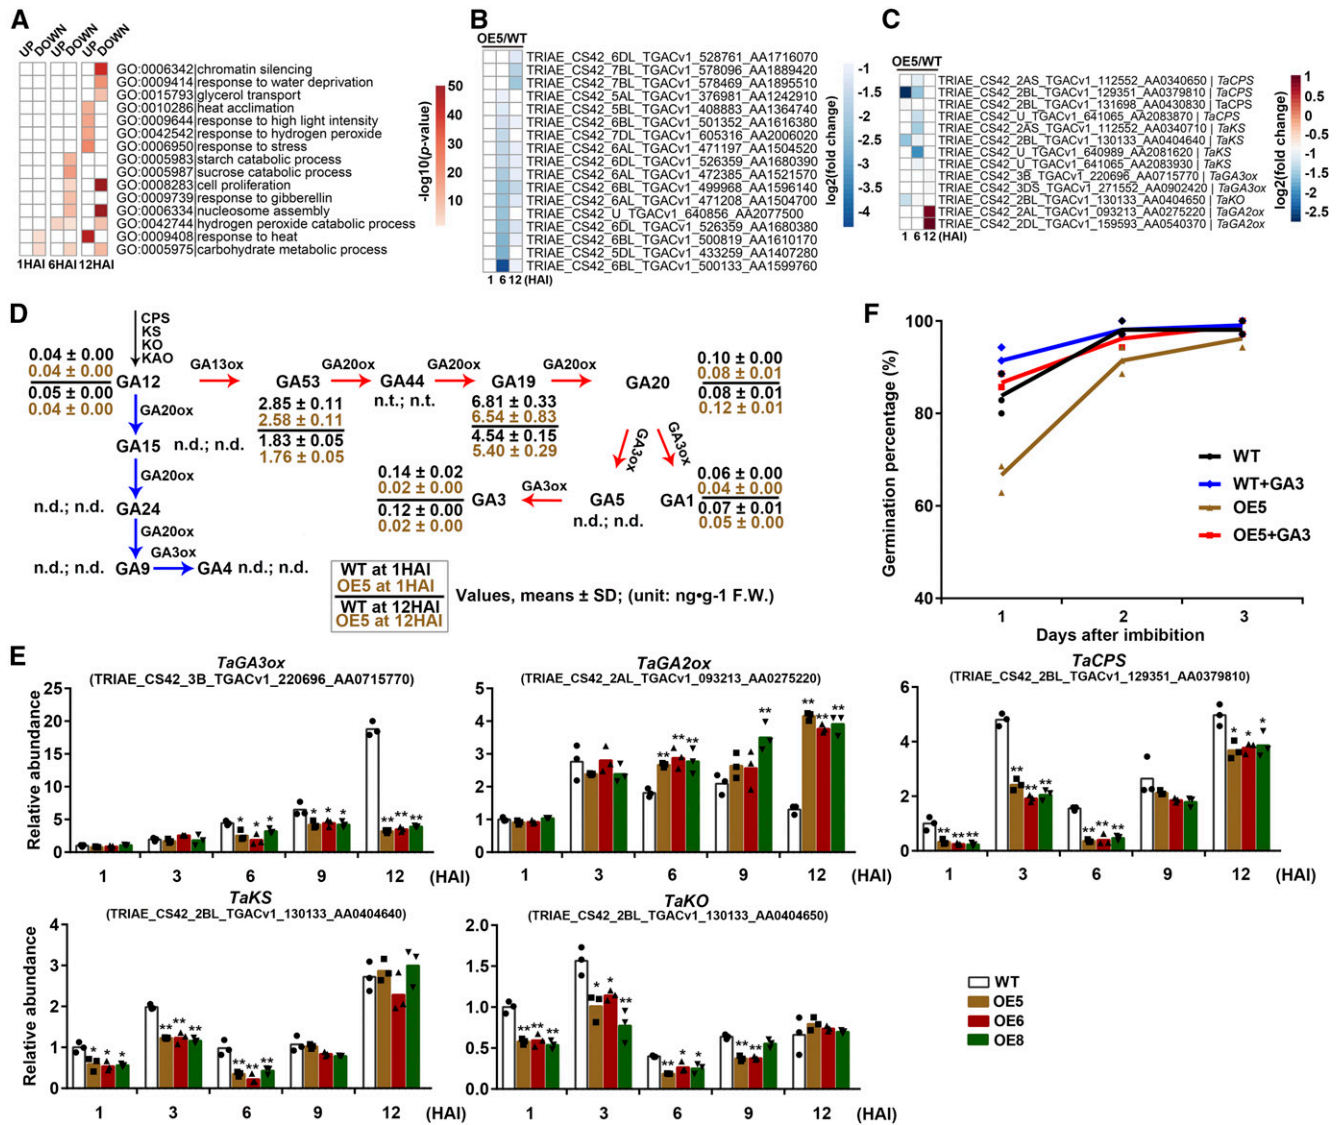 A
UP
DOWN
UP
DOWN
UP
DOWN
GO:0006342|chromatin silencing
GO:0009414|response to water deprivation
GO:0015793|glycerol transport
GO:0010286|heat acclimation
GO:0009644|response to high light intensity
GO:0042542|response to hydrogen peroxide
GO:0006950|response to stress
GO:0005983|starch catabolic process
GO:0005987|sucrose catabolic process
GO:0008283|cell proliferation
GO:0009739|response to gibberellin
GO:0006334|nucleosome assembly
GO:0042744|hydrogen peroxide catabolic process
GO:0009408|response to heat
GO:0005975|carbohydrate metabolic process
1HAI 6HAI 12HAI
50
40
30
20
10
-log10(p-value)
B
OE5/WT
TRIAE_CS42_6DL_TGACv1_528761_AA1716070
TRIAE_CS42_7BL_TGACv1_578096_AA1889420
TRIAE_CS42_7BL_TGACv1_578469_AA1895510
TRIAE_CS42_5AL_TGACv1_376981_AA1242910
TRIAE_CS42_5BL_TGACv1_408883_AA1364740
TRIAE_CS42_6BL_TGACv1_501352_AA1616380
TRIAE_CS42_7DL_TGACv1_605316_AA2006020
TRIAE_CS42_6AL_TGACv1_471197_AA1504520
TRIAE_CS42_6DL_TGACv1_526359_AA1680390
TRIAE_CS42_6AL_TGACv1_472385_AA1521570
TRIAE_CS42_6BL_TGACv1_499968_AA1596140
TRIAE_CS42_6AL_TGACv1_471208_AA1504700
TRIAE_CS42_U_TGACv1_640856_AA2077500
TRIAE_CS42_6DL_TGACv1_526359_AA1680380
TRIAE_CS42_6BL_TGACv1_500819_AA1610170
TRIAE_CS42_5DL_TGACv1_433259_AA1407280
TRIAE_CS42_6BL_TGACv1_500133_AA1599760
1 6 12 (HAI)
-1
-1.5
-2
-2.5
-3
-3.5
-4
log2(fold change)
C
OE5/WT
TRIAE_CS42_2AS_TGACv1_112552_AA0340650 | TaCPS
TRIAE_CS42_2BL_TGACv1_129351_AA0379810 | TaCPS
TRIAE_CS42_2BL_TGACv1_131698_AA0430830 | TaCPS
TRIAE_CS42_U_TGACv1_641065_AA2083870 | TaCPS
TRIAE_CS42_2AS_TGACv1_112552_AA0340710 | TaKS
TRIAE_CS42_2BL_TGACv1_130133_AA0404640 | TaKS
TRIAE_CS42_U_TGACv1_640989_AA2081620 | TaKS
TRIAE_CS42_U_TGACv1_641065_AA2083930 | TaKS
TRIAE_CS42_3B_TGACv1_220696_AA0715770 | TaGA3ox
TRIAE_CS42_3DS_TGACv1_271552_AA0902420 | TaGA3ox
TRIAE_CS42_2BL_TGACv1_130133_AA0404650 | TaKO
TRIAE_CS42_2AL_TGACv1_093213_AA0275220 | TaGA2ox
TRIAE_CS42_2DL_TGACv1_159593_AA0540370 | TaGA2ox
1 6 12 (HAI)
1
0.5
0
-0.5
-1
-1.5
-2
-2.5
log2(fold change)
D
CPS
KS
KO
KAO
0.04 ± 0.00
0.04 ± 0.00
0.05 ± 0.00
0.04 ± 0.00
GA12
GA13ox
GA53
2.85 ± 0.11
2.58 ± 0.11
1.83 ± 0.05
1.76 ± 0.05
GA20ox
GA44
n.t.; n.t.
GA20ox
GA19
6.81 ± 0.33
6.54 ± 0.83
4.54 ± 0.15
5.40 ± 0.29
GA20ox
GA20
0.10 ± 0.00
0.08 ± 0.01
0.08 ± 0.01
0.12 ± 0.01
GA3ox
GA3ox
GA20ox
GA15 n.d.; n.d.
GA20ox
n.d.; n.d. GA24
GA20ox
n.d.; n.d. GA9
GA3ox
GA4 n.d.; n.d.
0.14 ± 0.02
0.02 ± 0.00
0.12 ± 0.00
0.02 ± 0.00
GA3
GA3ox
GA5
n.d.; n.d.
GA1
0.06 ± 0.00
0.04 ± 0.00
0.07 ± 0.01
0.05 ± 0.00
WT at 1HAI
OE5 at 1HAI
WT at 12HAI
OE5 at 12HAI
Values, means ± SD; (unit: ng•g-1 F.W.)
F
Germination percentage (%)
100
80
60
40
1 2 3
Days after imbibition
WT
WT+GA3
OE5
OE5+GA3
E
TaGA3ox
(TRIAE_CS42_3B_TGACv1_220696_AA0715770)
Relative abundance
25
20
15
10
5
0
* * *
* * *
** ** **
1 3 6 9 12 (HAI)
TaGA2ox
(TRIAE_CS42_2AL_TGACv1_093213_AA0275220)
5
4
3
2
1
0
** ** **
**
** ** **
1 3 6 9 12 (HAI)
TaCPS
(TRIAE_CS42_2BL_TGACv1_129351_AA0379810)
6
4
2
0
** ** **
** ** **
** ** **
* * *
1 3 6 9 12 (HAI)
TaKS
(TRIAE_CS42_2BL_TGACv1_130133_AA0404640)
Relative abundance
4
3
2
1
0
* * *
** ** **
** ** **
1 3 6 9 12 (HAI)
TaKO
(TRIAE_CS42_2BL_TGACv1_130133_AA0404650)
2.0
1.5
1.0
0.5
0.0
** ** **
* * **
** * *
** **
1 3 6 9 12 (HAI)
WT
OE5
OE6
OE8